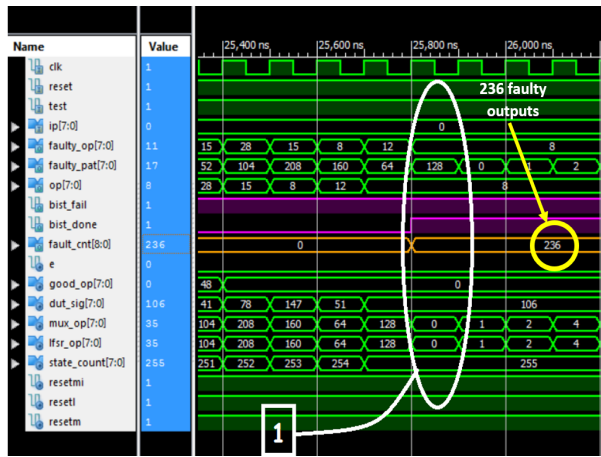 Name Value 25,400 ns 25,600 ns 25,800 ns 26,000 ns
clk 1
reset 1
test 1
236 faulty
outputs
ip[7:0] 0 0
faulty_op[7:0] 11 15 28 15 8 12 8
faulty_pat[7:0] 17 52 104 208 160 64 128 0 1 2
op[7:0] 8 28 15 8 12 8
bist_fail 1
bist_done 1
fault_cnt[8:0] 236 0 236
e 0
good_op[7:0] 0 48 0
dut_sig[7:0] 106 41 78 147 51 106
mux_op[7:0] 35 104 208 160 64 128 0 1 2 4
lfsr_op[7:0] 35 104 208 160 64 128 0 1 2 4
state_count[7:0] 255 251 252 253 254 255
resetmi 1
resetl 1
resetm 1
1